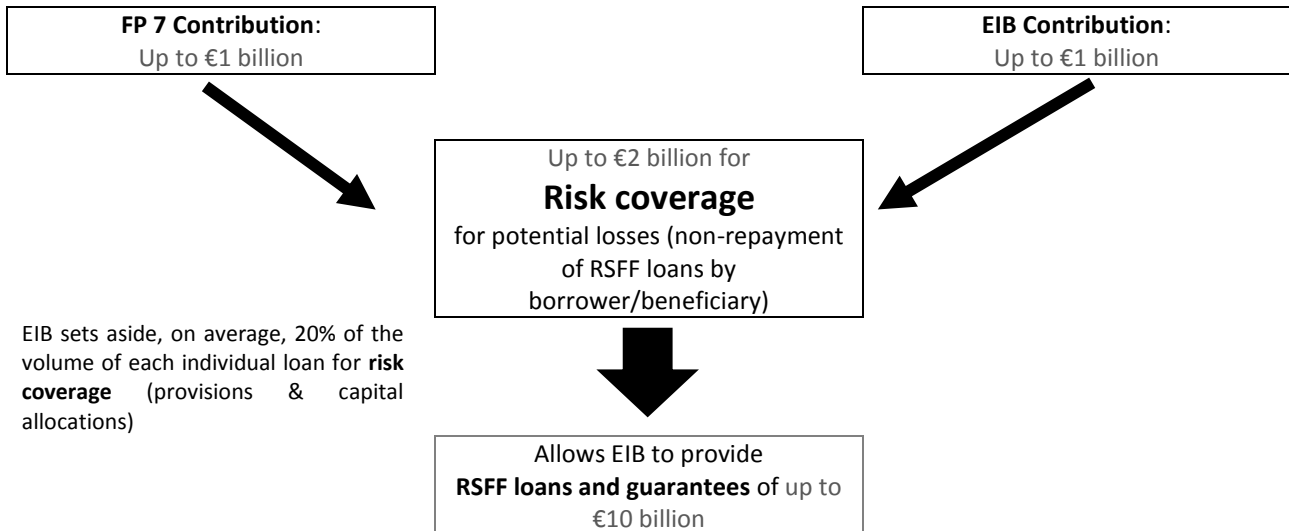 FP 7 Contribution:
Up to €1 billion
EIB Contribution:
Up to €1 billion
Up to €2 billion for
Risk coverage
for potential losses (non-repayment
of RSFF loans by
borrower/beneficiary)
EIB sets aside, on average, 20% of the
volume of each individual loan for risk
coverage (provisions & capital
allocations)
Allows EIB to provide
RSFF loans and guarantees of up to
€10 billion